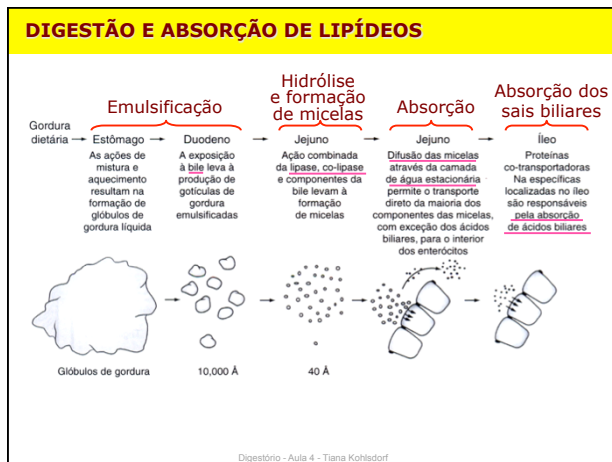 DIGESTÃO E ABSORÇÃO DE LIPÍDEOS
Emulsificação
Hidrólise
e formação
de micelas
Absorção
Absorção dos
sais biliares
Gordura
dietária
Estômago
As ações de
mistura e
aquecimento
resultam na
formação de
glóbulos de
gordura líquida
Duodeno
A exposição
à bile leva à
produção de
gotículas de
gordura
emulsificadas
Jejuno
Ação combinada
da lipase, co-lipase
e componentes da
bile levam à
formação
de micelas
Jejuno
Difusão das micelas
através da camada
de água estacionária
permite o transporte
direto da maioria dos
componentes das micelas,
com exceção dos ácidos
biliares, para o interior
dos enterócitos
Íleo
Proteínas
co-transportadoras
Na específicas
localizadas no íleo
são responsáveis
pela absorção
de ácidos biliares
Glóbulos de gordura
10,000 Å
40 Å
Digestório - Aula 4 - Tiana Kohlsdorf